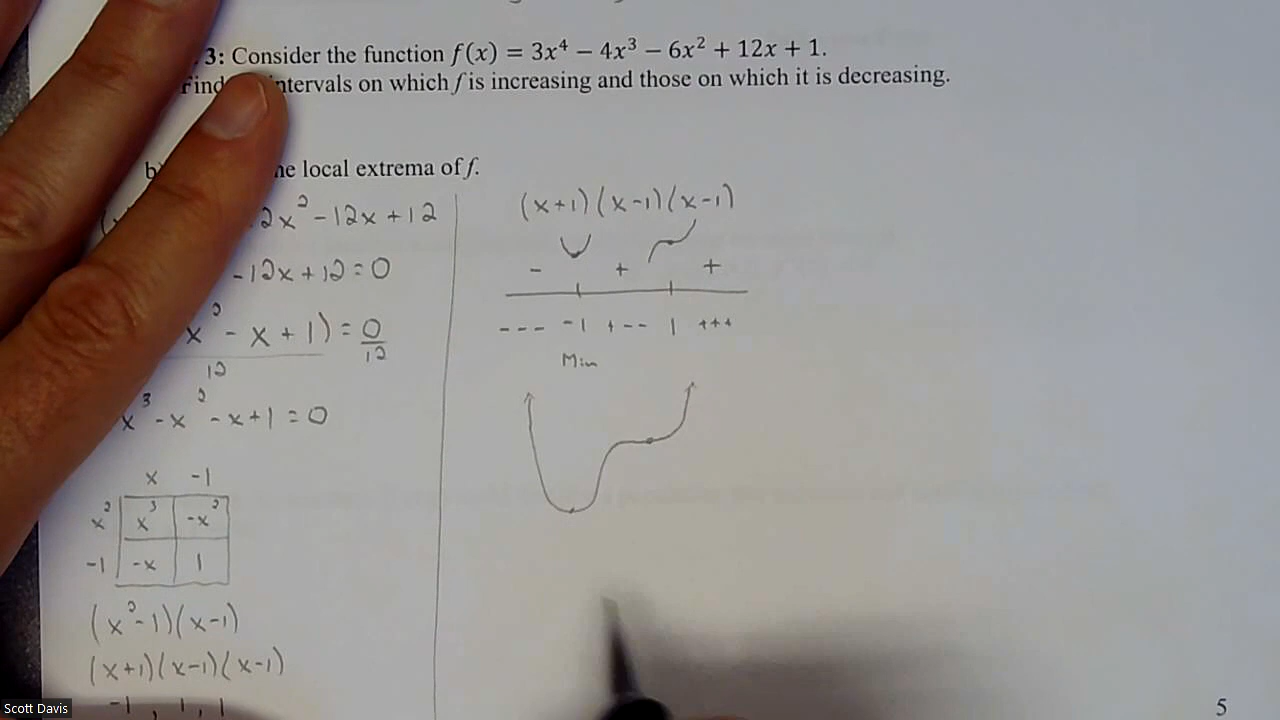 3: Consider the function f(x) = 3x⁴ − 4x³ − 6x² + 12x + 1.
intervals on which f is increasing and those on which it is decreasing.
b
local extrema of f.
2x² - 12x + 12
- 12x + 12 = 0
x² - x + 1) = 0
12
12
x³ - x² - x + 1 = 0
x -1
x² x³ -x²
-1 -x 1
(x² - 1)(x - 1)
(x + 1)(x - 1)(x - 1)
-1, 1, 1
(x + 1)(x - 1)(x - 1)
- + +
- - - -1 + - - 1 + + +
Min
5
Scott Davis